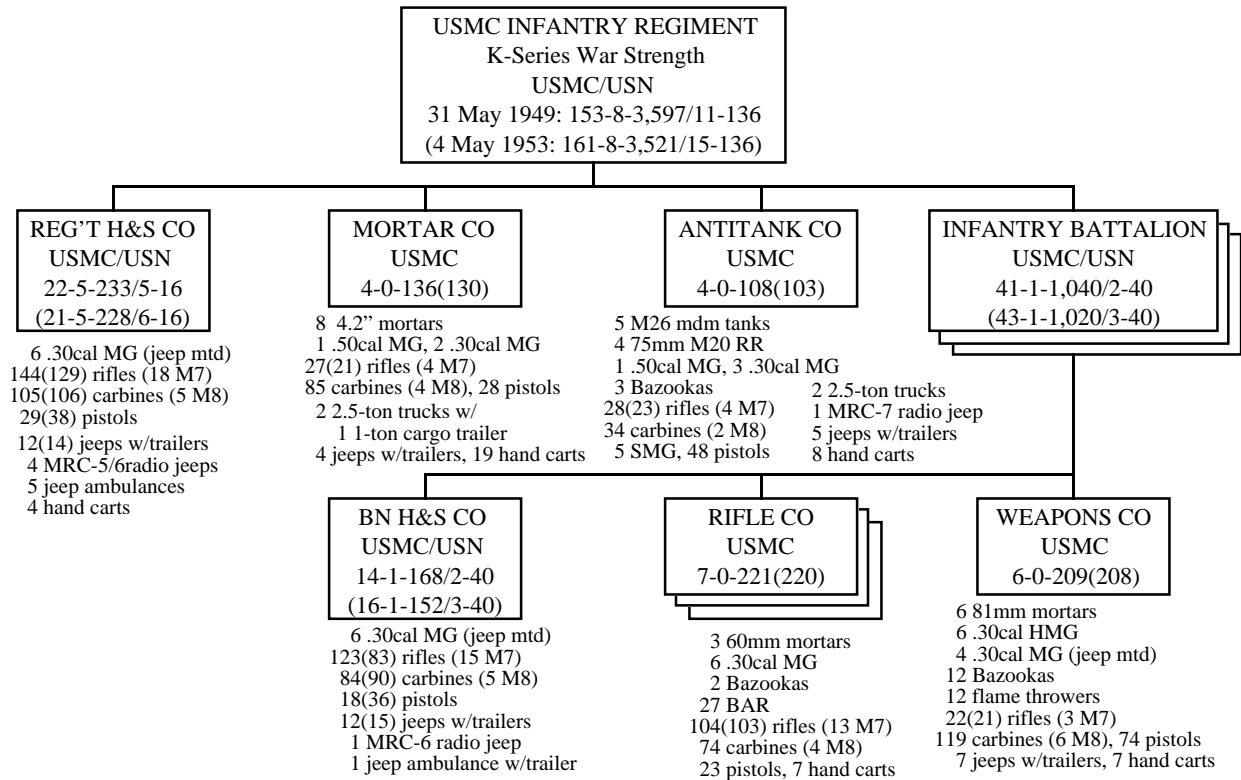 USMC INFANTRY REGIMENT
K-Series War Strength
USMC/USN
31 May 1949: 153-8-3,597/11-136
(4 May 1953: 161-8-3,521/15-136)
REG'T H&S CO
USMC/USN
22-5-233/5-16
(21-5-228/6-16)
6 .30cal MG (jeep mtd)
144(129) rifles (18 M7)
105(106) carbines (5 M8)
29(38) pistols
12(14) jeeps w/trailers
4 MRC-5/6radio jeeps
5 jeep ambulances
4 hand carts
MORTAR CO
USMC
4-0-136(130)
8 4.2” mortars
1 .50cal MG, 2 .30cal MG
27(21) rifles (4 M7)
85 carbines (4 M8), 28 pistols
2 2.5-ton trucks w/
1 1-ton cargo trailer
4 jeeps w/trailers, 19 hand carts
ANTITANK CO
USMC
4-0-108(103)
5 M26 mdm tanks
4 75mm M20 RR
1 .50cal MG, 3 .30cal MG
3 Bazookas
28(23) rifles (4 M7)
34 carbines (2 M8)
5 SMG, 48 pistols
2 2.5-ton trucks
1 MRC-7 radio jeep
5 jeeps w/trailers
8 hand carts
INFANTRY BATTALION
USMC/USN
41-1-1,040/2-40
(43-1-1,020/3-40)
BN H&S CO
USMC/USN
14-1-168/2-40
(16-1-152/3-40)
6 .30cal MG (jeep mtd)
123(83) rifles (15 M7)
84(90) carbines (5 M8)
18(36) pistols
12(15) jeeps w/trailers
1 MRC-6 radio jeep
1 jeep ambulance w/trailer
RIFLE CO
USMC
7-0-221(220)
3 60mm mortars
6 .30cal MG
2 Bazookas
27 BAR
104(103) rifles (13 M7)
74 carbines (4 M8)
23 pistols, 7 hand carts
WEAPONS CO
USMC
6-0-209(208)
6 81mm mortars
6 .30cal HMG
4 .30cal MG (jeep mtd)
12 Bazookas
12 flame throwers
22(21) rifles (3 M7)
119 carbines (6 M8), 74 pistols
7 jeeps w/trailers, 7 hand carts